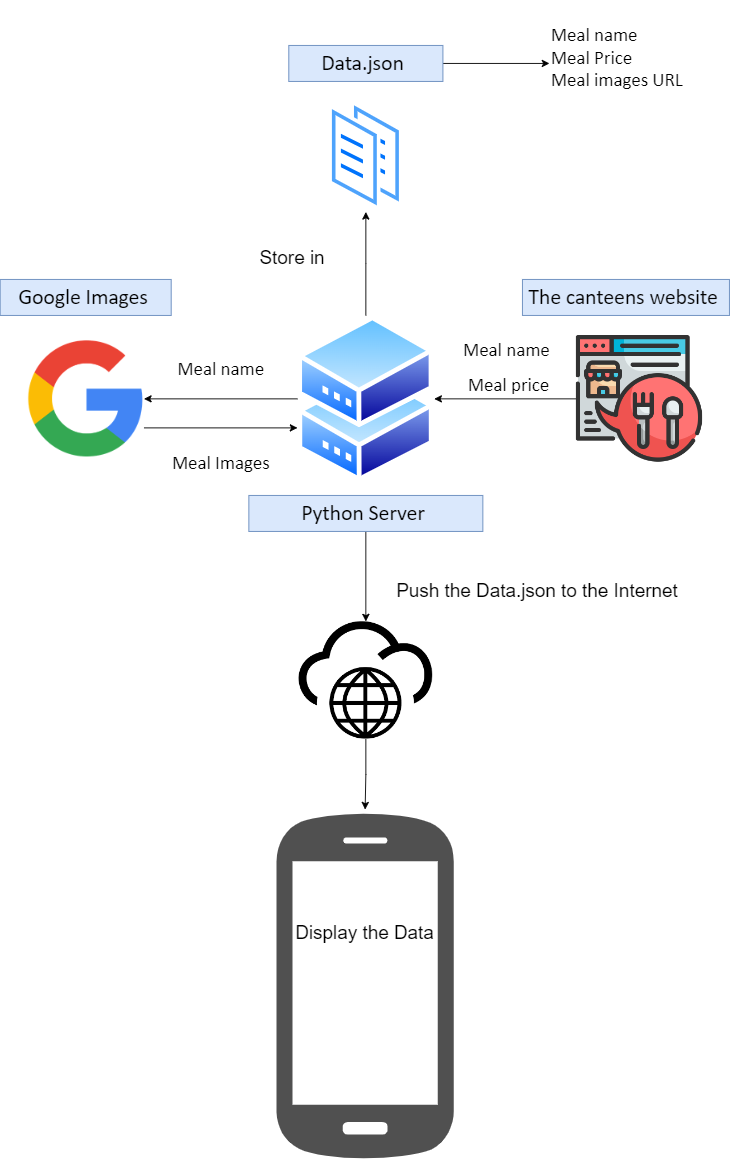 Meal name
Data.json
Meal Price
Meal images URL
Store in
Google Images
The canteens website
Meal name
Meal name
Meal price
Meal Images
Python Server
Push the Data.json to the Internet
Display the Data